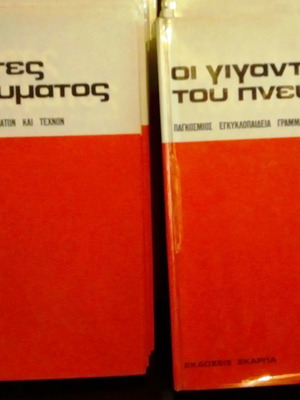 τες
υματος
ΑΤΩΝ ΚΑΙ ΤΕΧΝΩΝ
οι γιγαντ
του πνευ
ΠΑΓΚΟΣΜΙΟΣ ΕΓΚΥΚΛΟΠΑΙΔΕΙΑ ΓΡΑΜΜ
ΕΚΔΟΣΕΙΣ ΣΚΑΡΠΑ